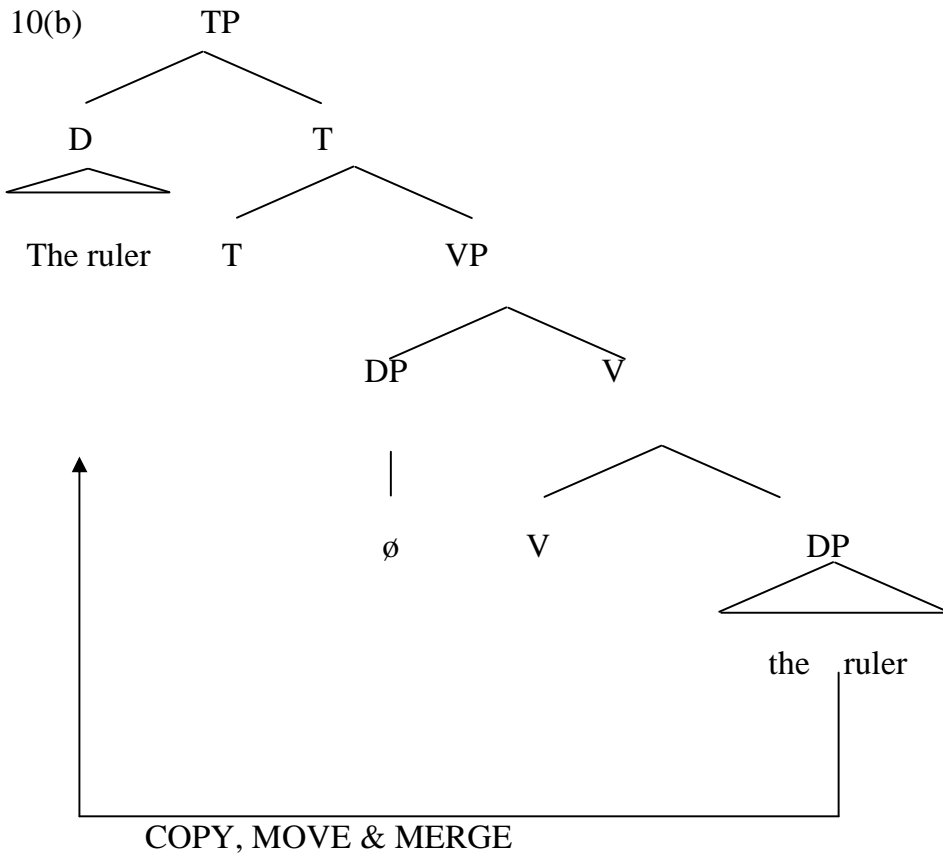 10(b) TP
D T
The ruler T VP
DP V
ø V DP
the ruler
COPY, MOVE & MERGE